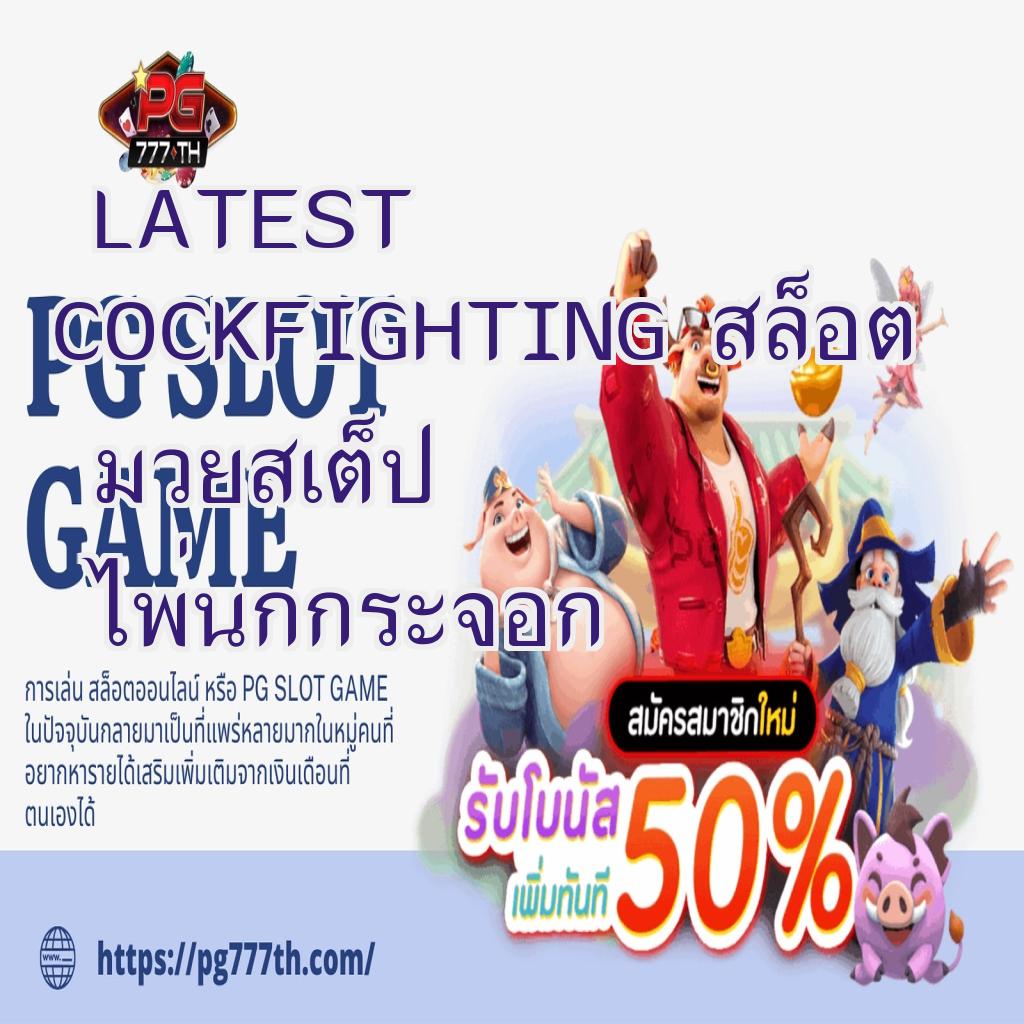 PG
777 TH
LATEST
COCKFIGHTING สล็อต
มวยสเต็ป
ไพ่นกกระจอก
PG SLOT
GAME
การเล่น สล็อตออนไลน์ หรือ PG SLOT GAME
ในปัจจุบันกลายมาเป็นที่แพร่หลายมากในหมู่คนที่
อยากหารายได้เสริมเพิ่มเติมจากเงินเดือนที่
ตนเองได้
สมัครสมาชิกใหม่
รับโบนัส
เพิ่มทันที
50%
www.
https://pg777th.com/